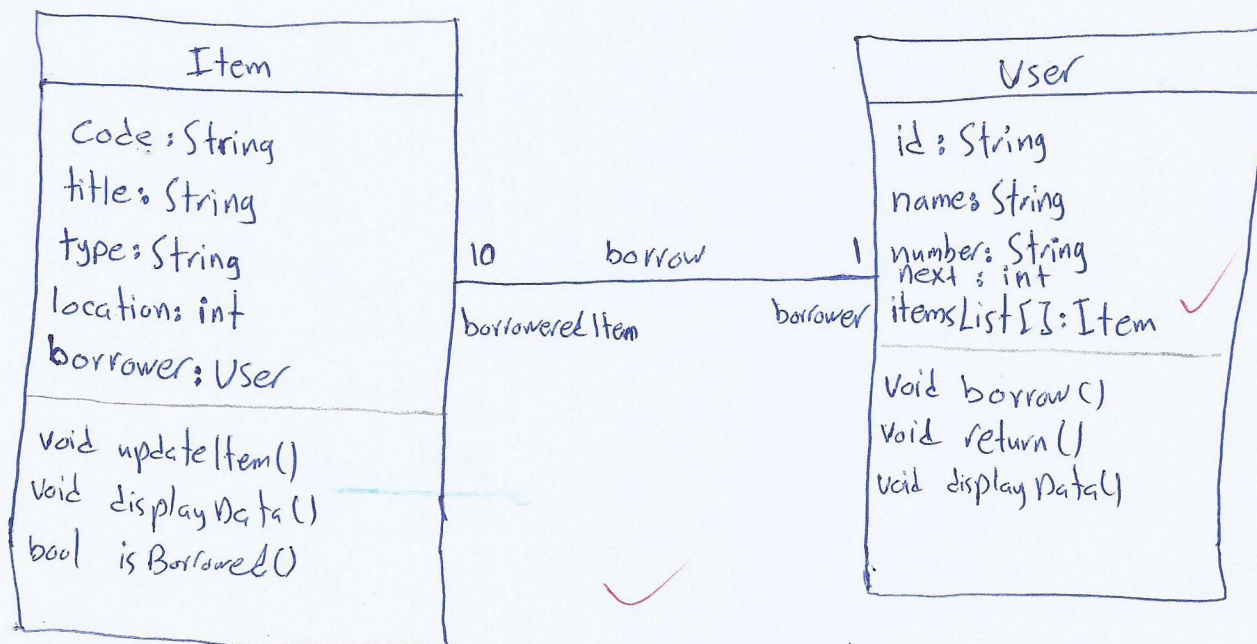 Item
Code: String
title: String
type: String
location: int
borrower: User
void updateItem()
void displayData()
bool isBorrowed()
10 borrow 1
borroweredItem borrower
User
id: String
name: String
number: String
next: int
itemsList[]: Item
void borrow()
void return()
void displayData()